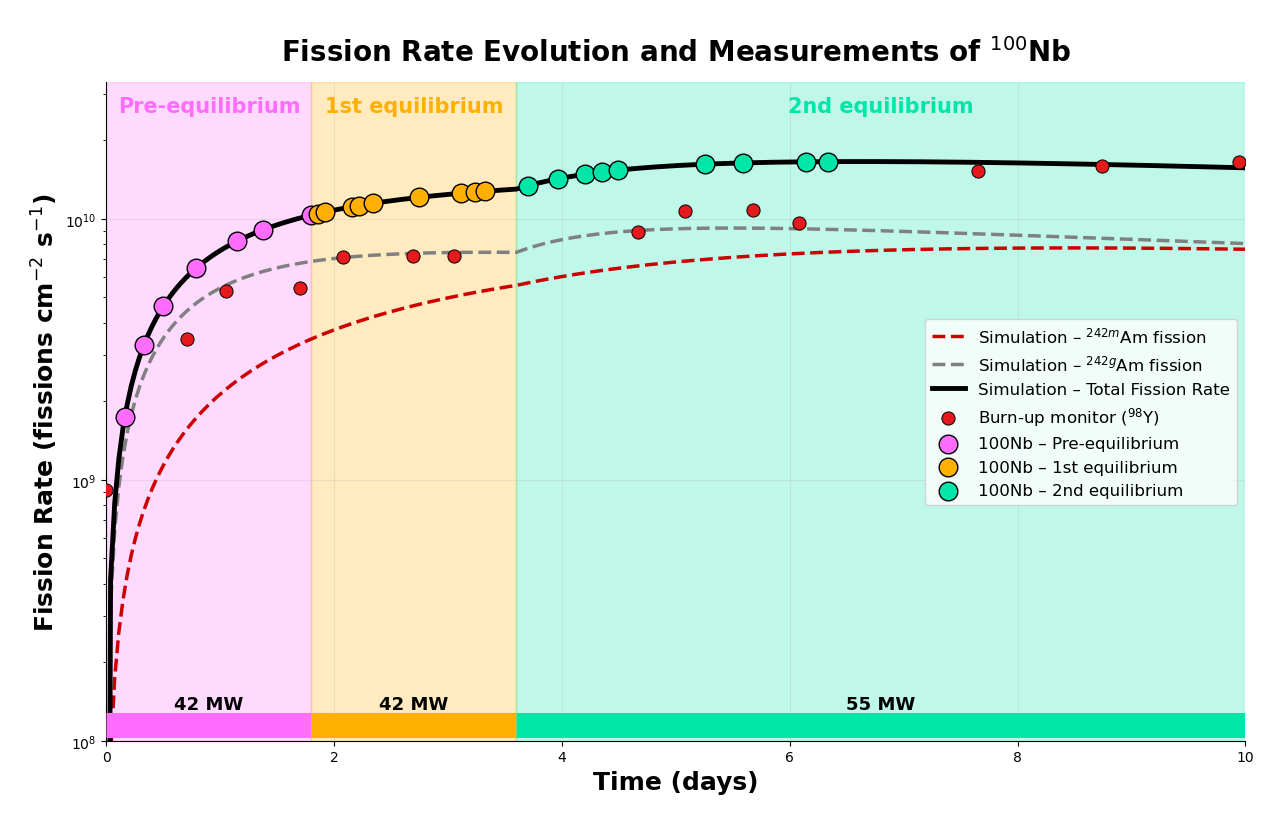 Fission Rate Evolution and Measurements of ¹⁰⁰Nb
Pre-equilibrium
1st equilibrium
2nd equilibrium
Fission Rate (fissions cm⁻² s⁻¹)
10¹⁰
10⁹
10⁸
Simulation – ²⁴²ᵐAm fission
Simulation – ²⁴²ᵍAm fission
Simulation – Total Fission Rate
Burn-up monitor (⁹⁸Y)
100Nb – Pre-equilibrium
100Nb – 1st equilibrium
100Nb – 2nd equilibrium
42 MW
42 MW
55 MW
0 2 4 6 8 10
Time (days)